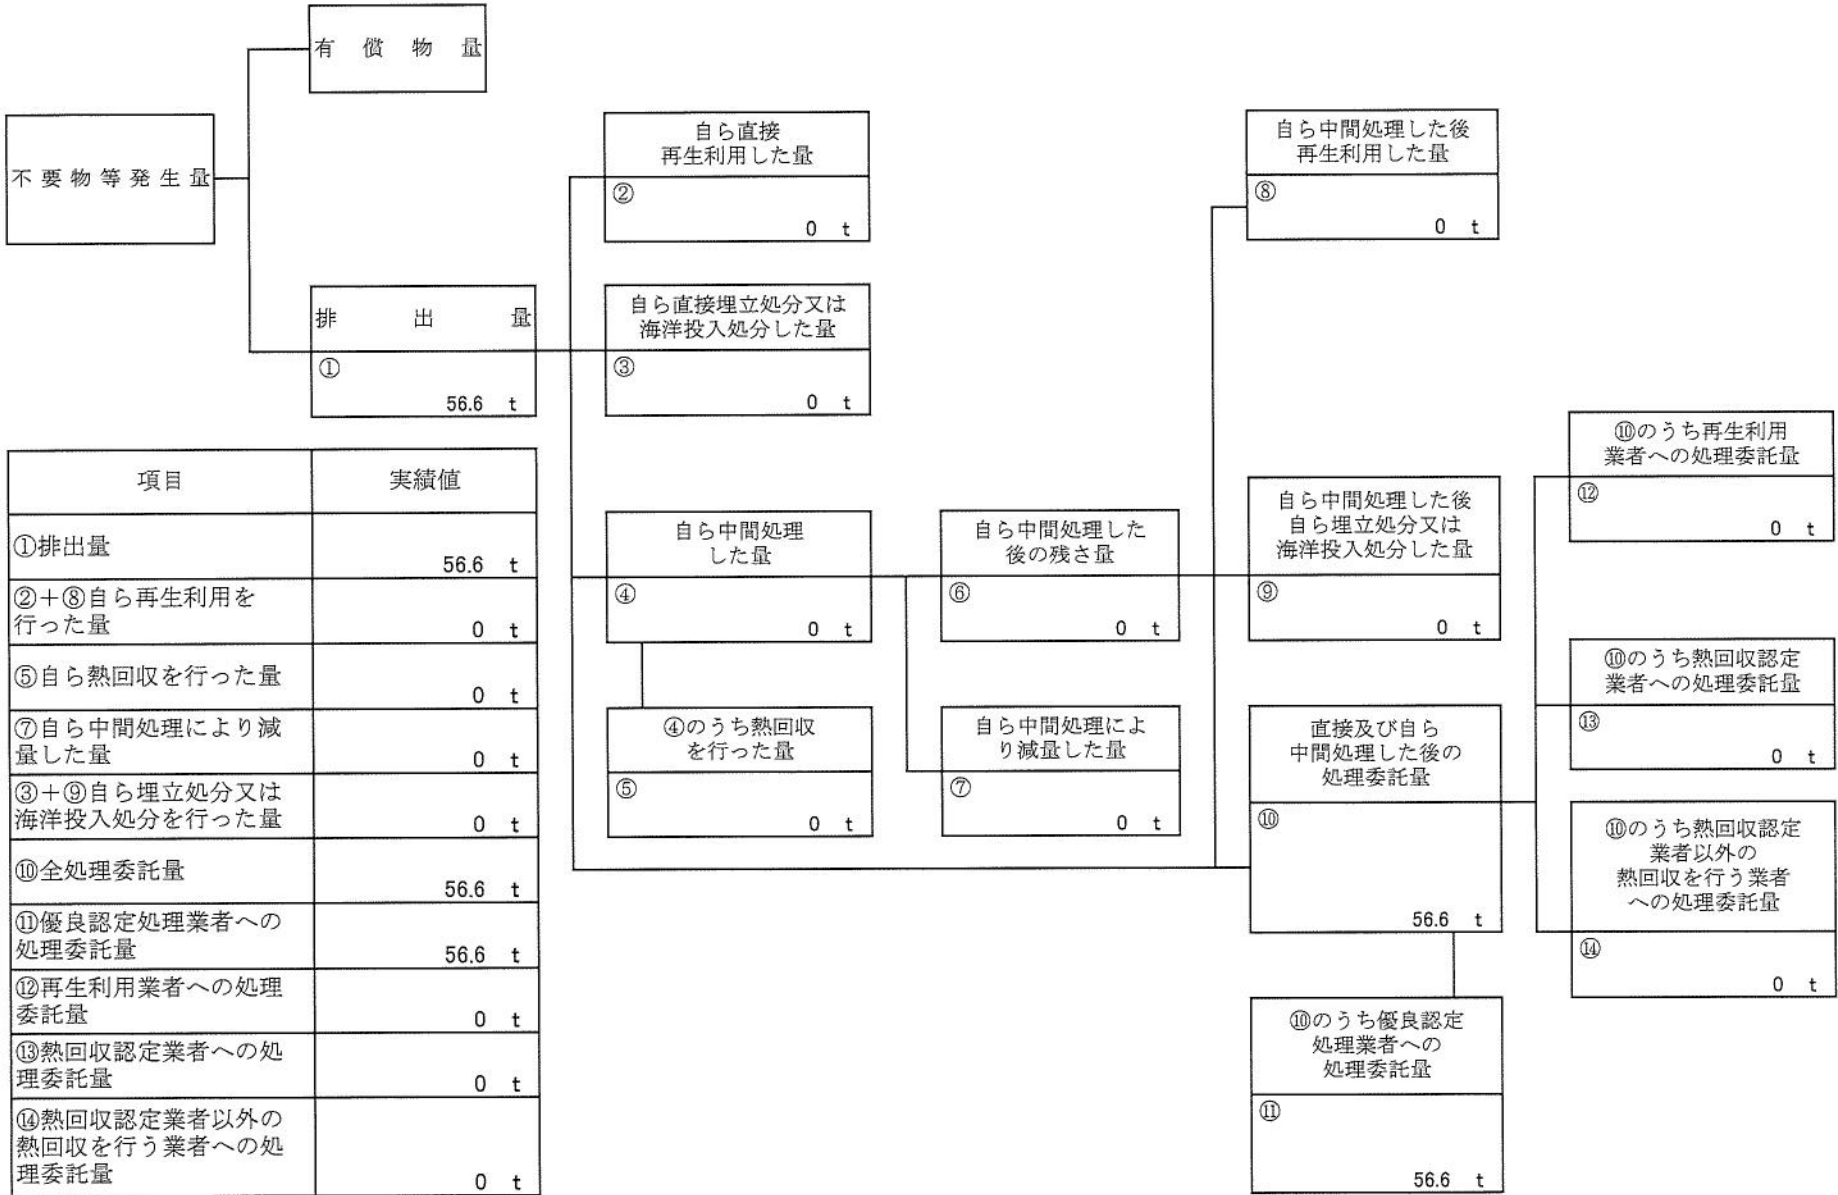 有償物量
不要物等発生量
自ら直接
再生利用した量
②
0 t
自ら中間処理した後
再生利用した量
⑧
0 t
排出量
①
56.6 t
自ら直接埋立処分又は
海洋投入処分した量
③
0 t
自ら中間処理
した量
④
0 t
自ら中間処理した
後の残さ量
⑥
0 t
自ら中間処理した後
自ら埋立処分又は
海洋投入処分した量
⑨
0 t
⑩のうち再生利用
業者への処理委託量
⑫
0 t
④のうち熱回収
を行った量
⑤
0 t
自ら中間処理によ
り減量した量
⑦
0 t
直接及び自ら
中間処理した後の
処理委託量
⑩
56.6 t
⑩のうち熱回収認定
業者への処理委託量
⑬
0 t
⑩のうち熱回収認定
業者以外の
熱回収を行う業者
への処理委託量
⑭
0 t
⑩のうち優良認定
処理業者への
処理委託量
⑪
56.6 t
項目 実績値
①排出量
56.6 t
②+⑧自ら再生利用を
行った量
0 t
⑤自ら熱回収を行った量
0 t
⑦自ら中間処理により減
量した量
0 t
③+⑨自ら埋立処分又は
海洋投入処分を行った量
0 t
⑩全処理委託量
56.6 t
⑪優良認定処理業者への
処理委託量
56.6 t
⑫再生利用業者への処理
委託量
0 t
⑬熱回収認定業者への処
理委託量
0 t
⑭熱回収認定業者以外の
熱回収を行う業者への処
理委託量
0 t